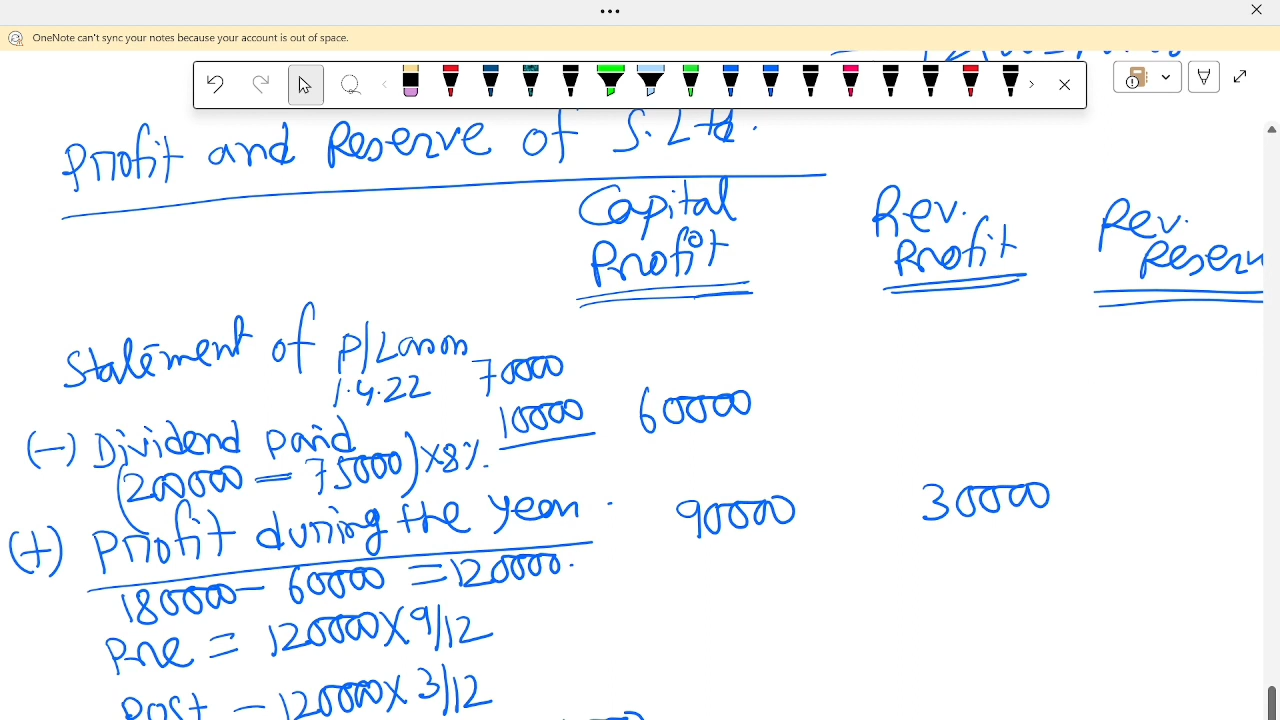 OneNote can't sync your notes because your account is out of space.
Profit and Reserve of S. Ltd.
Capital Profit
Rev. Profit
Rev. Reserv
Statement of P/L as on
1.4.22 70000
(-) Dividend paid 10000 60000
(200000 - 75000) x 8%.
(+) Profit during the year. 90000 30000
180000 - 60000 = 120000.
Pre = 120000 x 9/12
Post - 120000 x 3/12